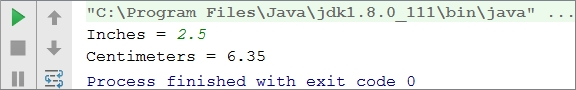 "C:\Program Files\Java\jdk1.8.0_111\bin\java" ...
Inches = 2.5
Centimeters = 6.35
Process finished with exit code 0